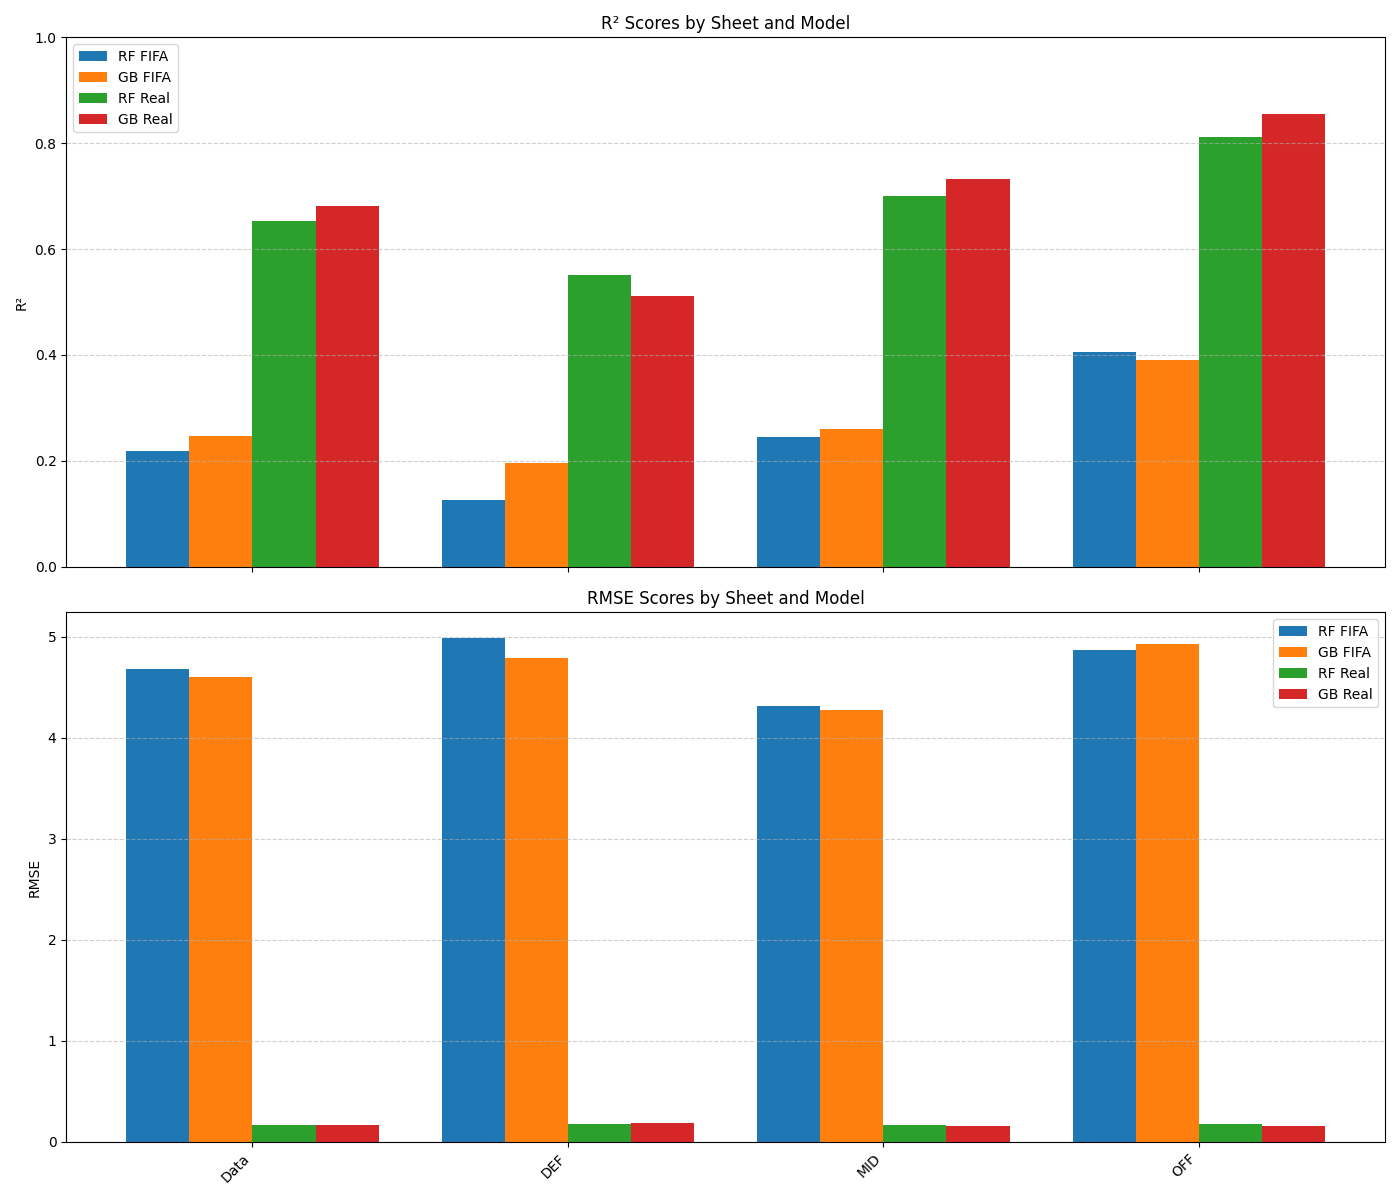 R² Scores by Sheet and Model
1.0
0.8
0.6
0.4
0.2
0.0
R²
RF FIFA
GB FIFA
RF Real
GB Real
RMSE Scores by Sheet and Model
5
4
3
2
1
0
RMSE
RF FIFA
GB FIFA
RF Real
GB Real
Data
DEF
MID
OFF